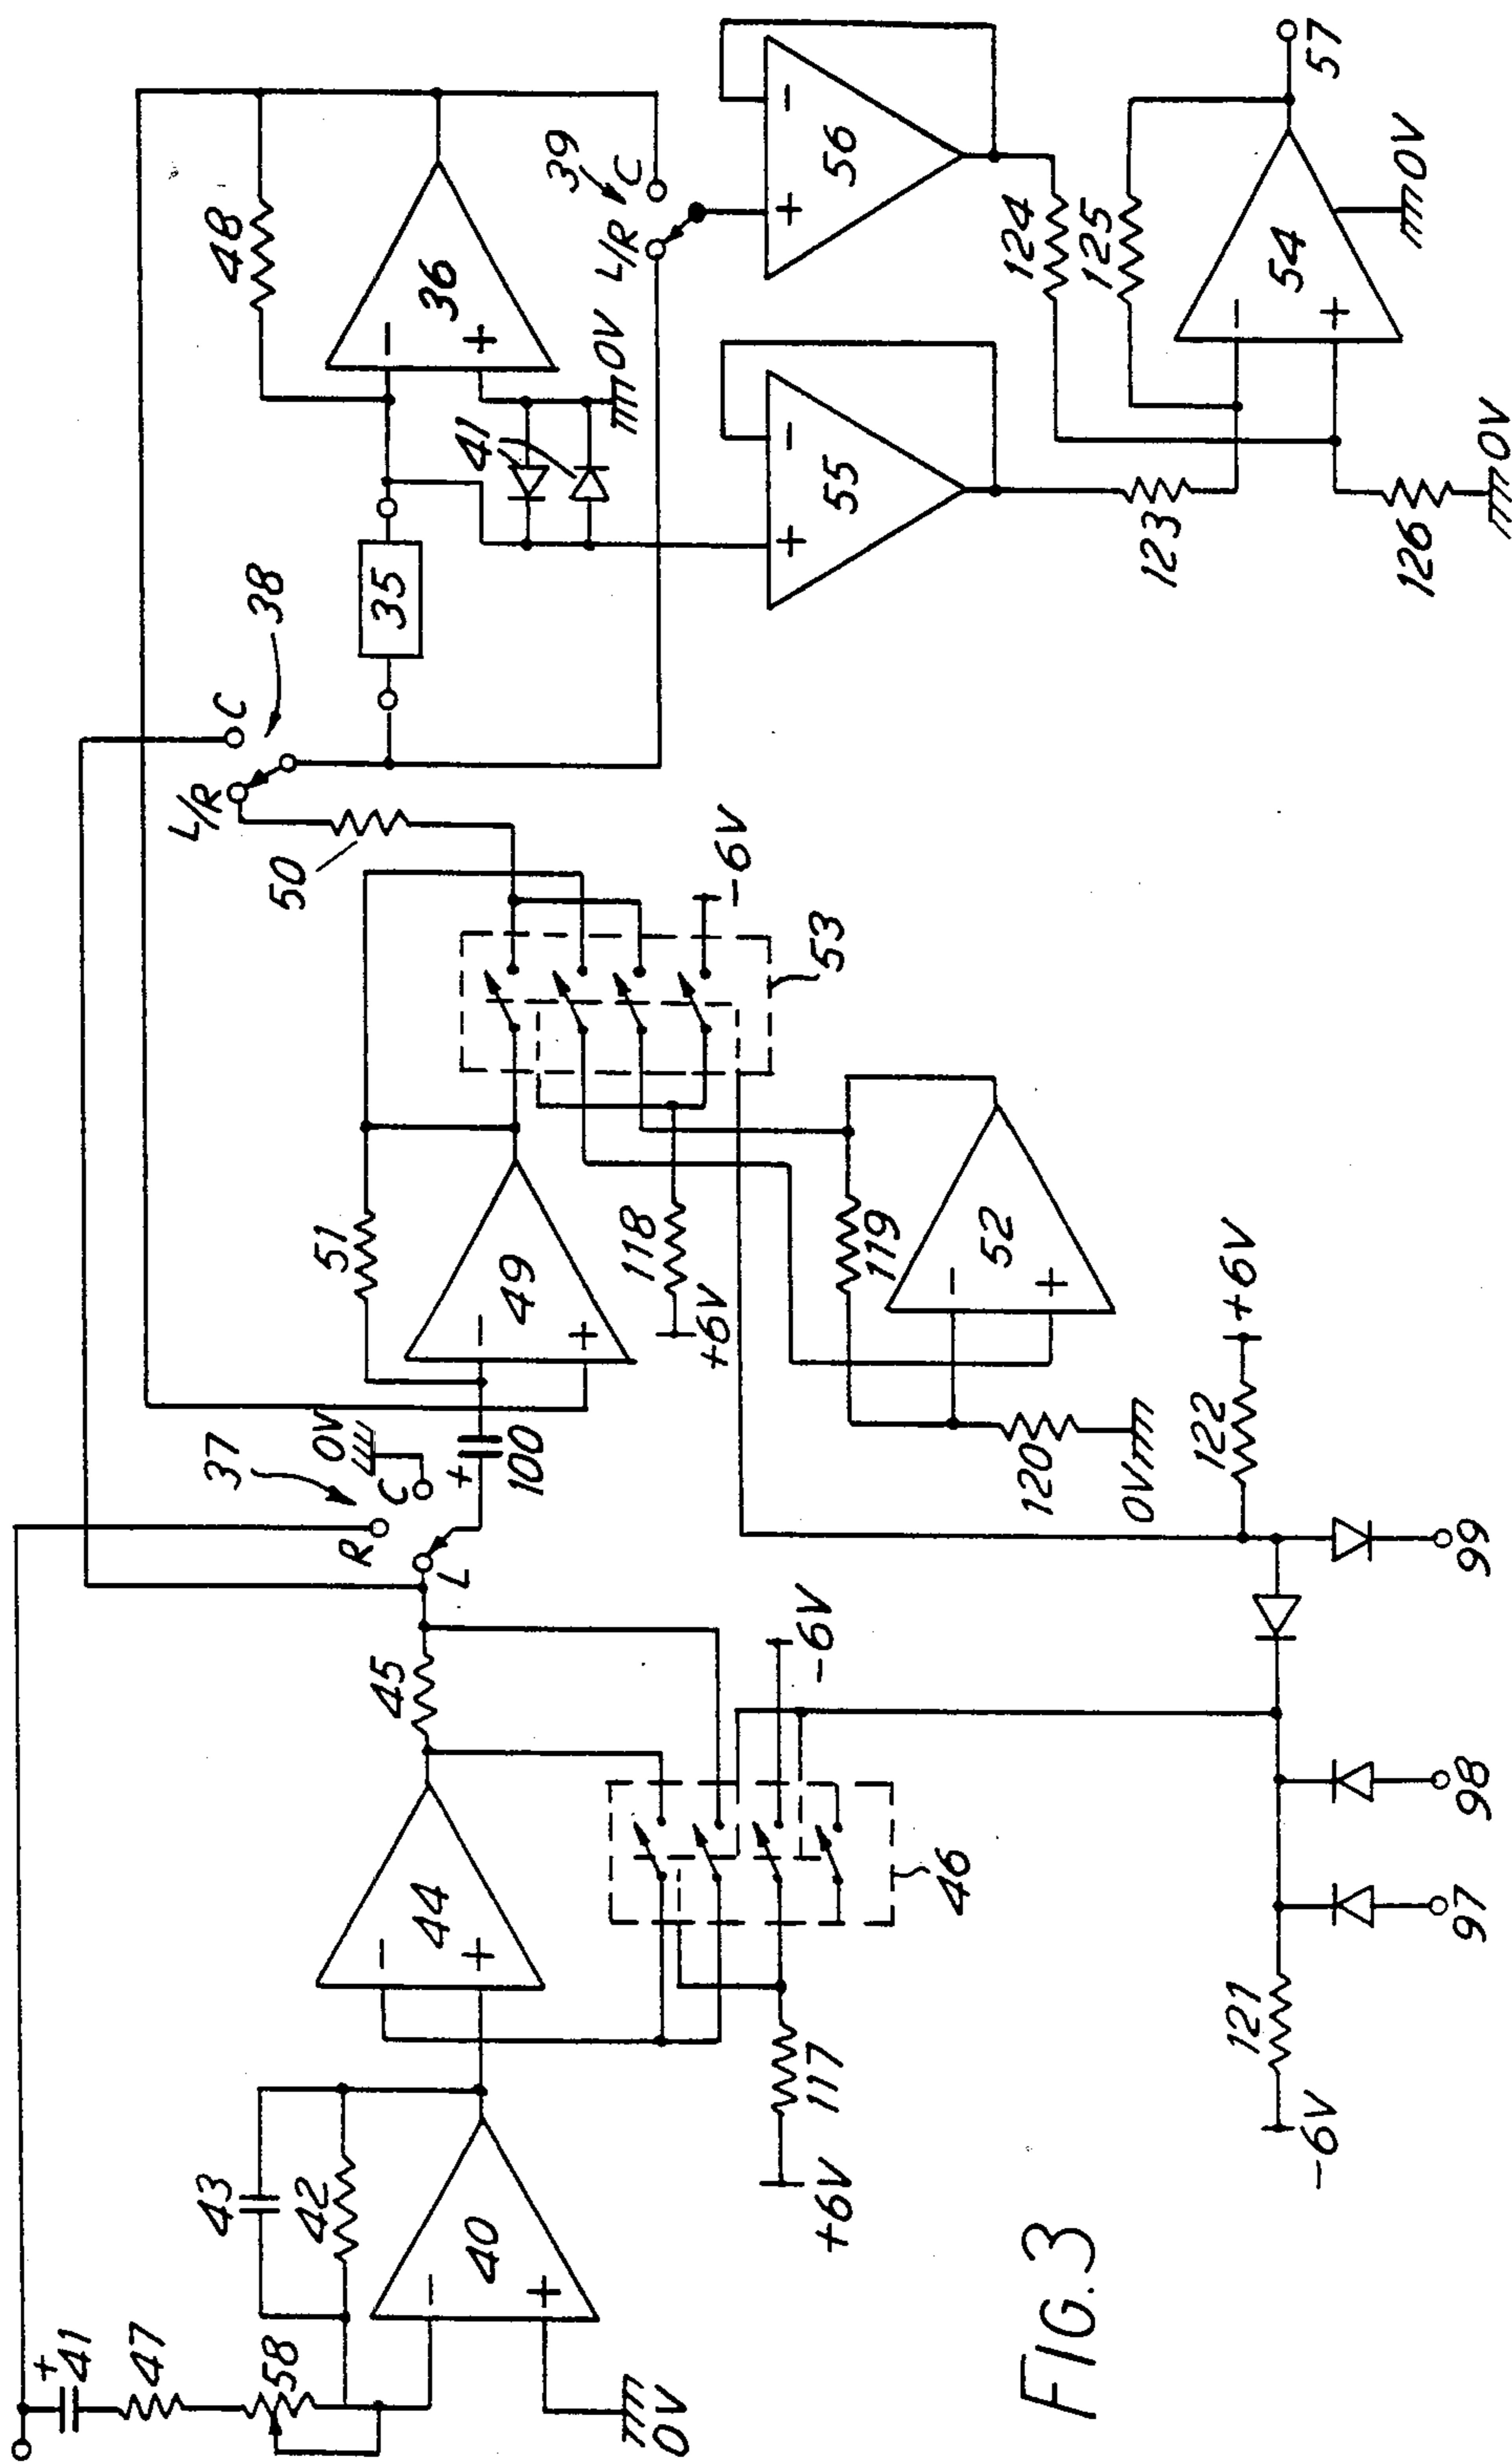 +
41
47
58
43
42
40
-
+
0V
44
-
+
45
117
+6V
46
-6V
37
R
C
L
0V
+
100
51
49
-
+
118
+6V
53
-6V
119
52
-
+
120
0V
50
L/R
C
38
35
48
36
-
+
41
0V
39
L/R
C
55
+
-
56
+
-
123
124
125
126
0V
54
-
+
0V
57
121
-6V
122
+6V
97
98
99
FIG.3